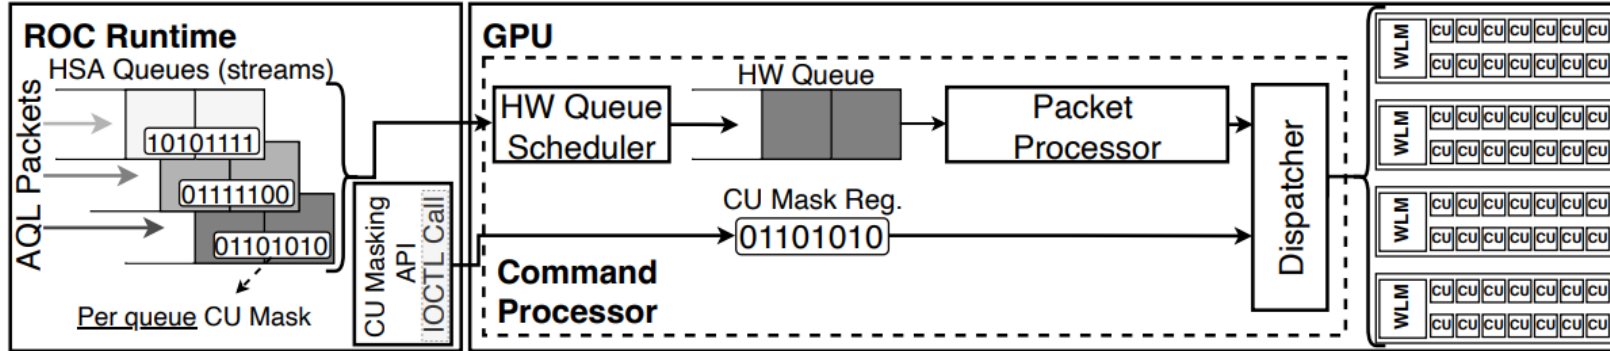 ROC Runtime
HSA Queues (streams)
AQL Packets
10101111
01111100
01101010
Per queue CU Mask
CU Masking
API
IOCTL Call
GPU
HW Queue
Scheduler
HW Queue
Packet
Processor
CU Mask Reg.
01101010
Command
Processor
Dispatcher
WLM
CU CU CU CU CU CU CU
CU CU CU CU CU CU CU
WLM
CU CU CU CU CU CU CU
CU CU CU CU CU CU CU
WLM
CU CU CU CU CU CU CU
CU CU CU CU CU CU CU
WLM
CU CU CU CU CU CU CU
CU CU CU CU CU CU CU